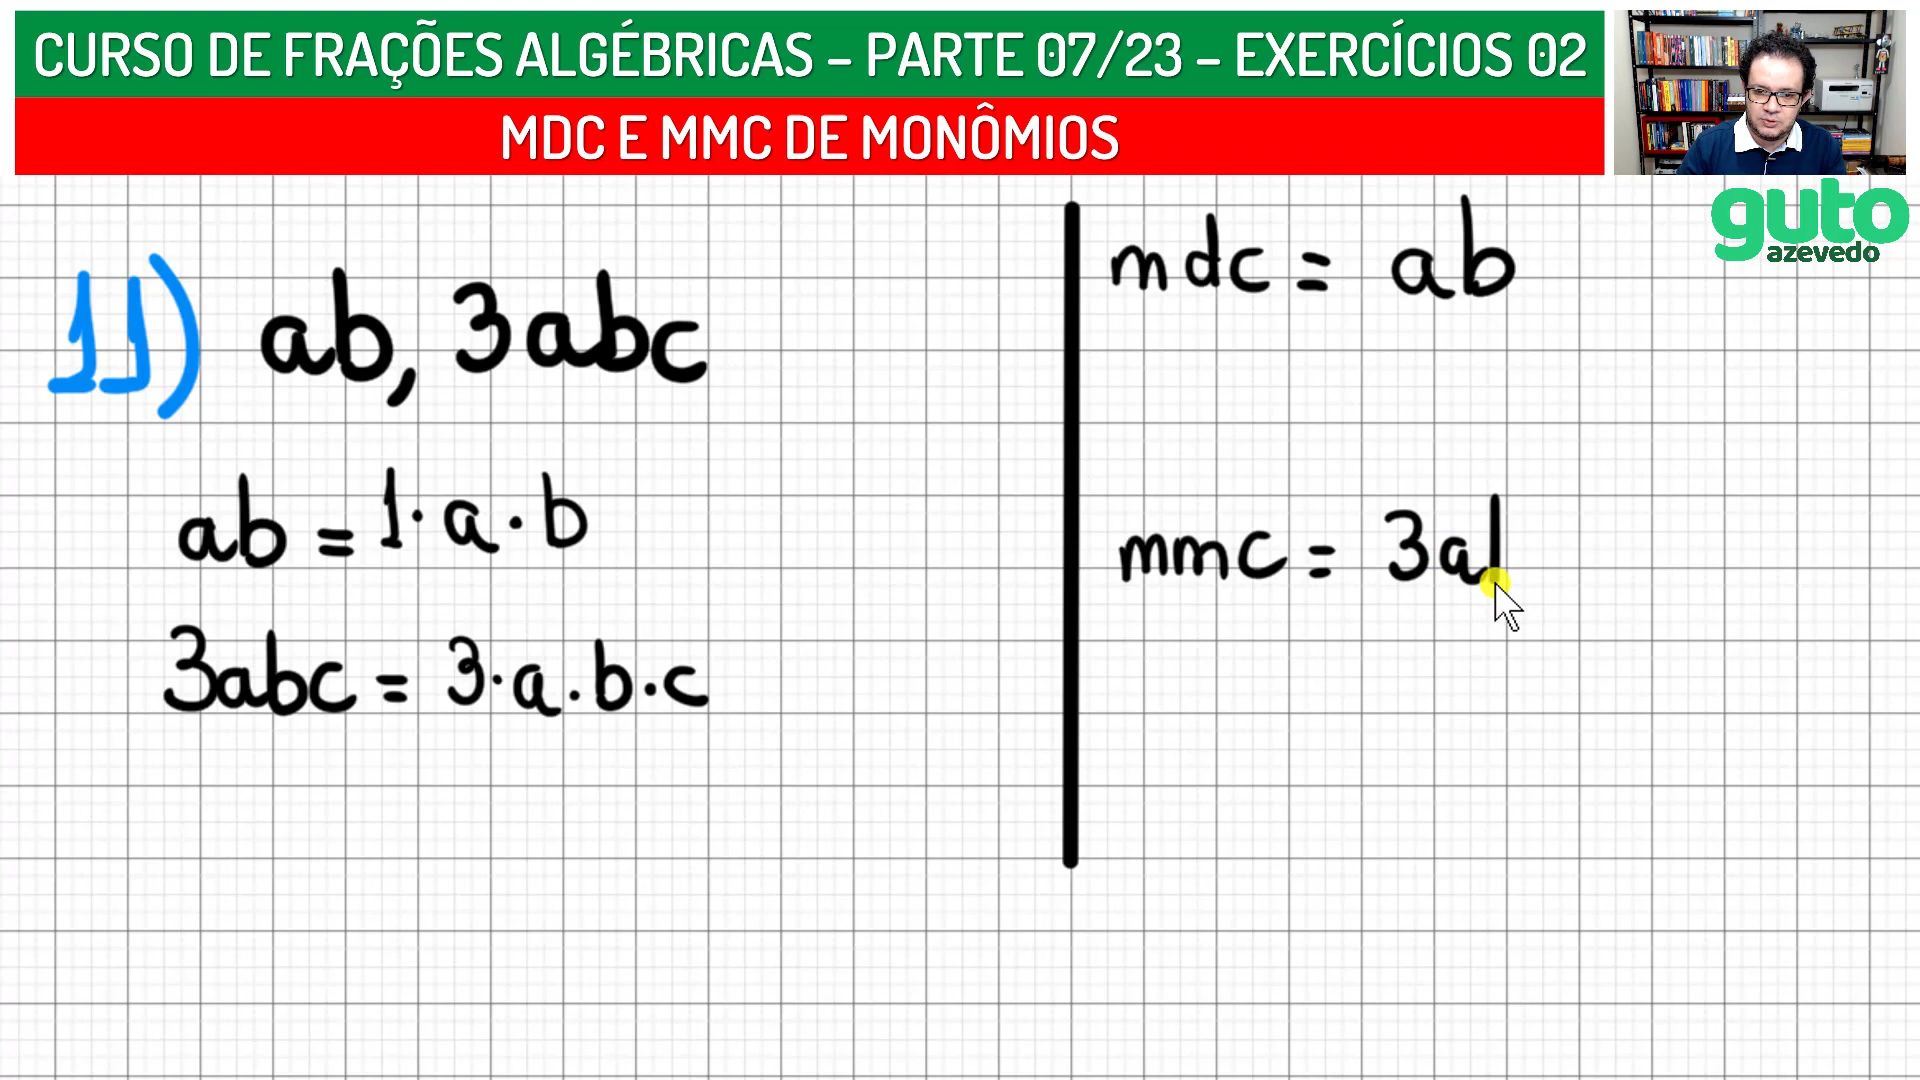 CURSO DE FRAÇÕES ALGÉBRICAS – PARTE 07/23 – EXERCÍCIOS 02
MDC E MMC DE MONÔMIOS
guto
azevedo
11) ab, 3abc
ab = 1·a·b
3abc = 3·a·b·c
mdc = ab
mmc = 3al